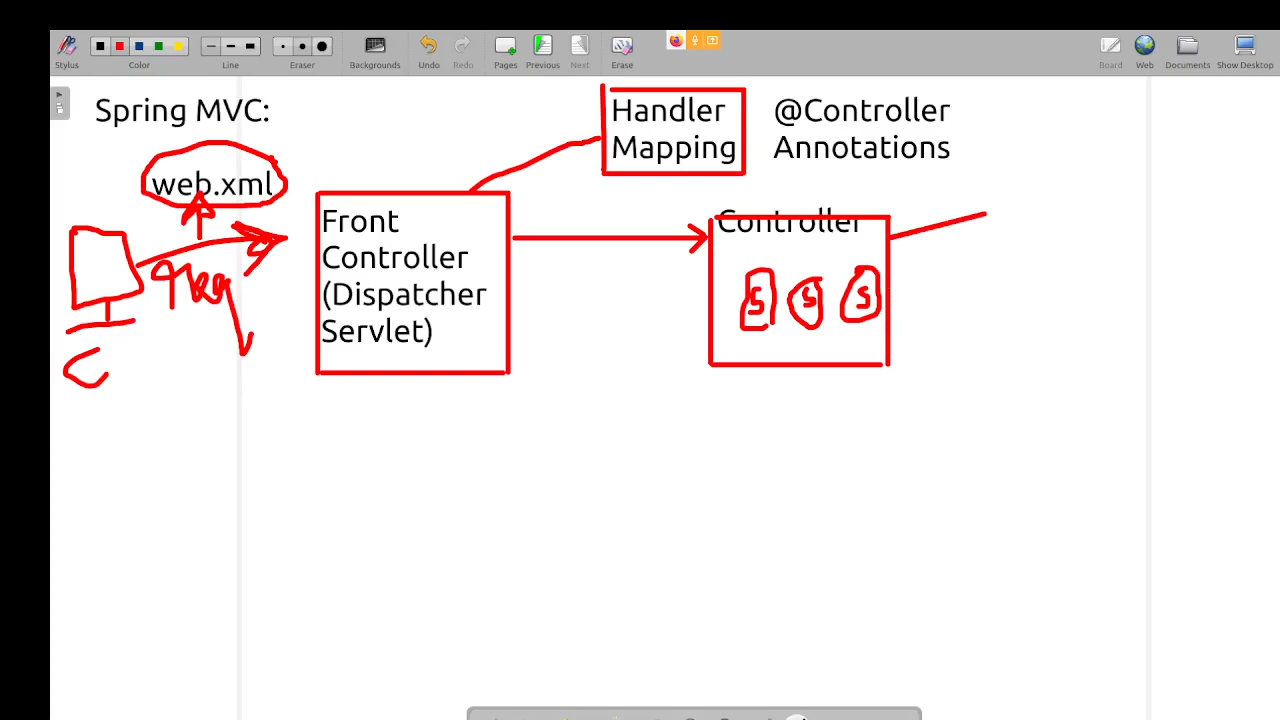 Stylus
Color
Line
Eraser
Backgrounds
Undo
Redo
Pages
Previous
Next
Erase
Board
Web
Documents
Show Desktop
Spring MVC:
Handler
Mapping
@Controller
Annotations
web.xml
Front
Controller
(Dispatcher
Servlet)
Controller
S S S
C